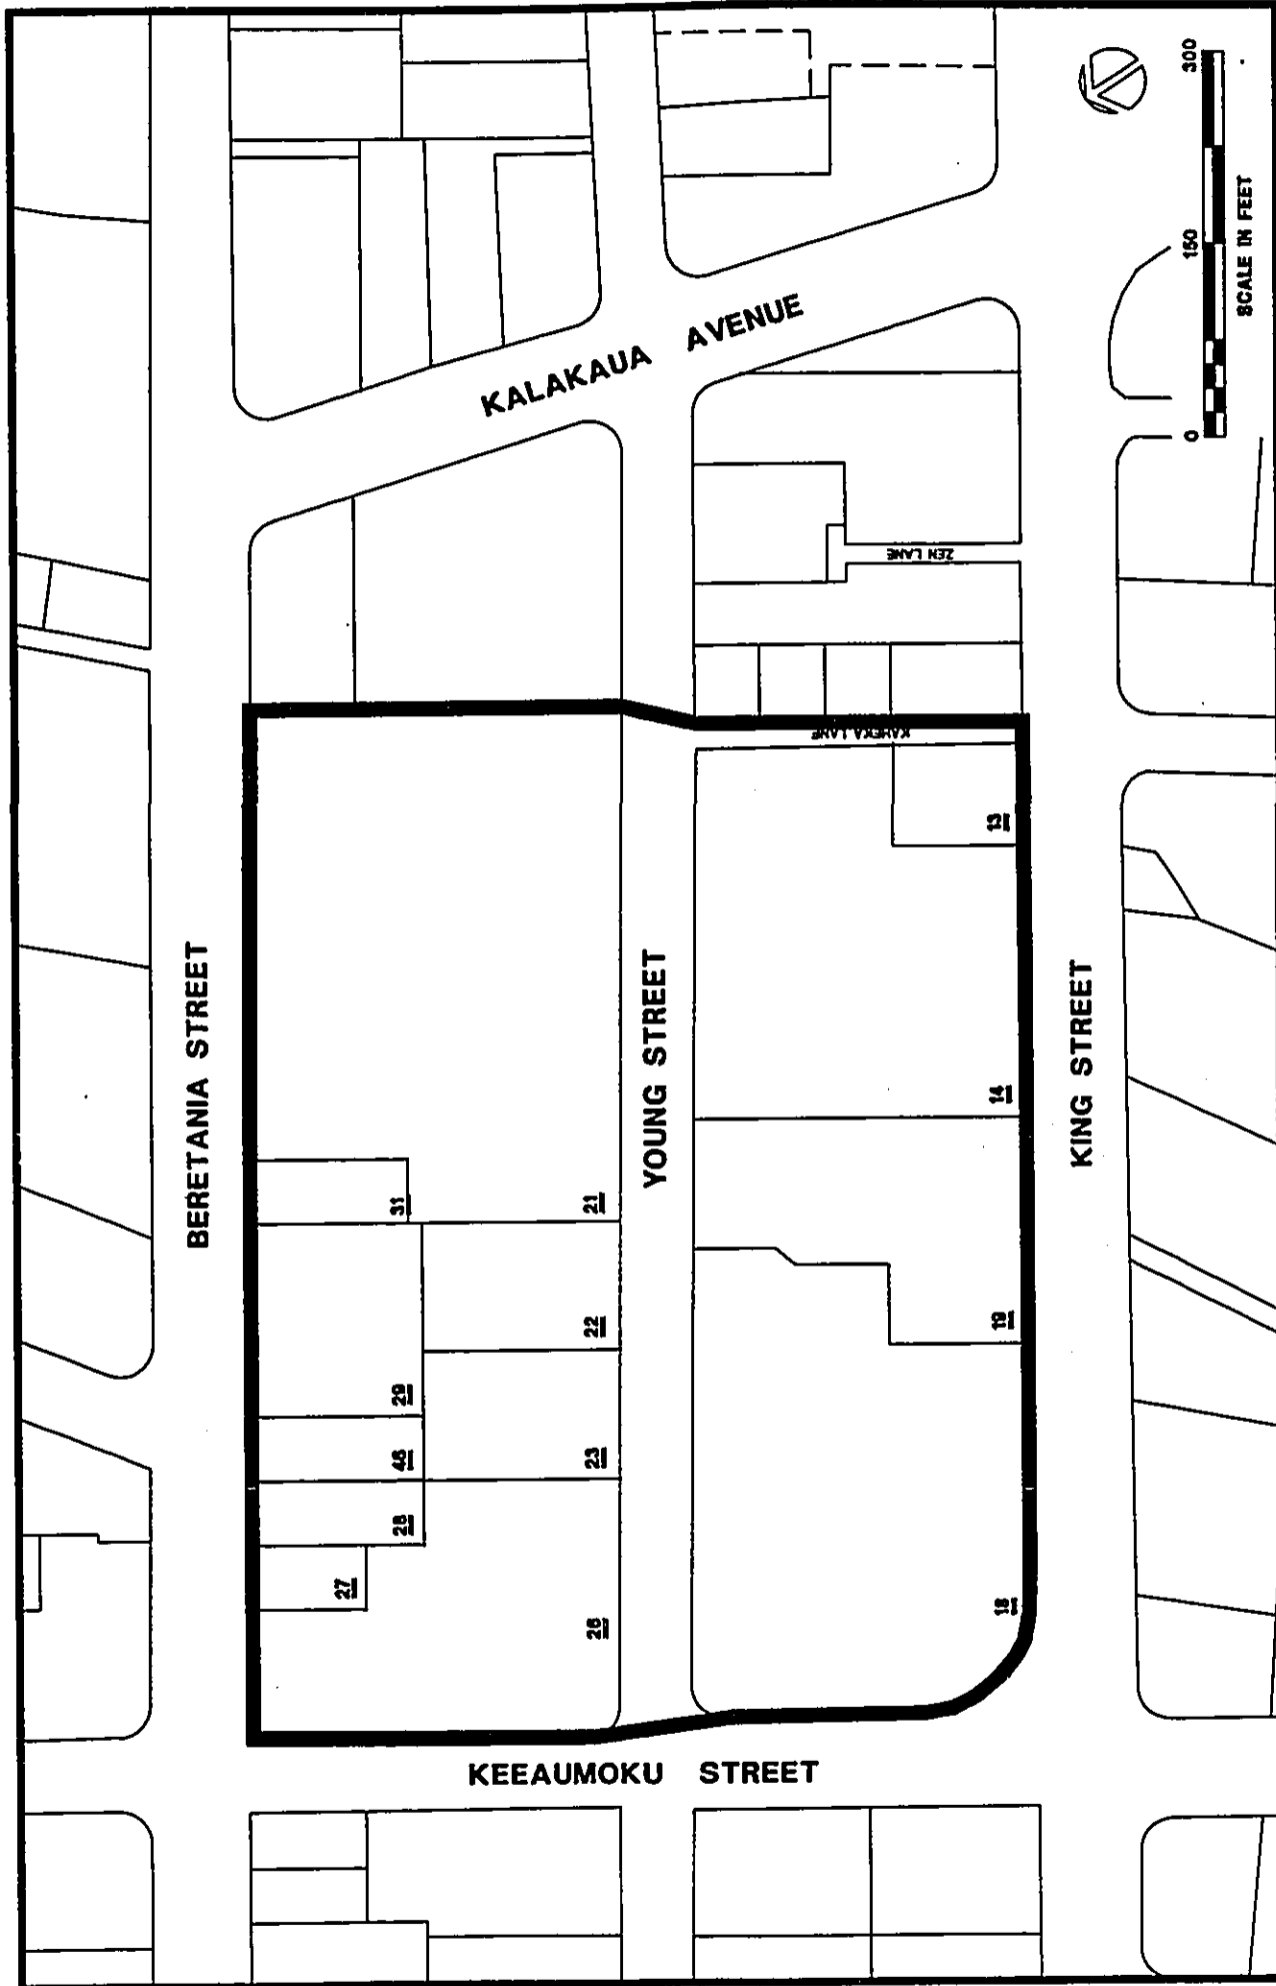 BERETANIA STREET
31
29
46
28
27
21
22
23
26
YOUNG STREET
KALAKAUA AVENUE
ZEN LANE
KAHEKA LANE
13
14
19
18
KING STREET
KEEAUMOKU STREET
0 150 300
SCALE IN FEET